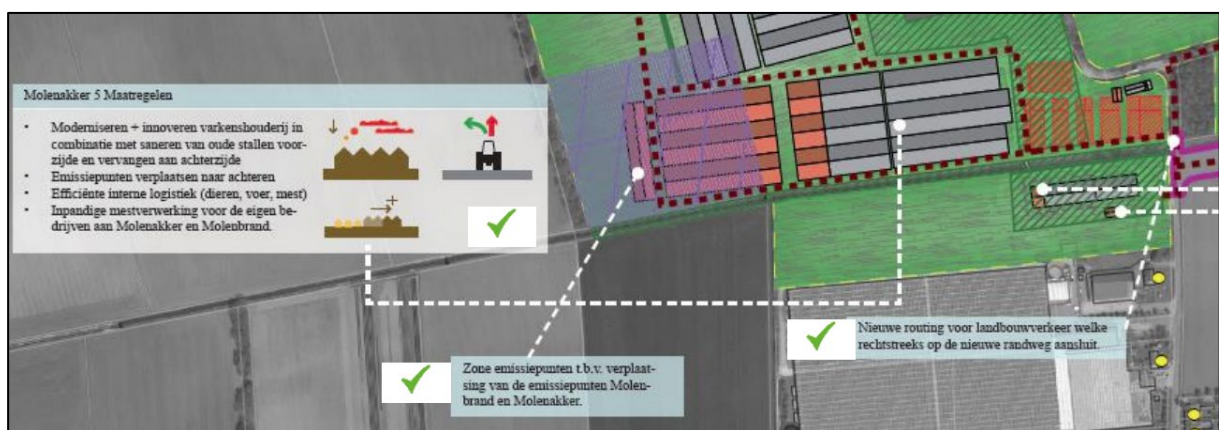 Molenakker 5 Maatregelen
• Moderniseren + innoveren varkenshouderij in
combinatie met saneren van oude stallen voor-
zijde en vervangen aan achterzijde
• Emissiepunten verplaatsen naar achteren
• Efficiënte interne logistiek (dieren, voer, mest)
• Inpandige mestverwerking voor de eigen be-
drijven aan Molenakker en Molenbrand.
Nieuwe routing voor landbouwverkeer welke
rechtstreeks op de nieuwe randweg aansluit.
Zone emissiepunten t.b.v. verplaat-
sing van de emissiepunten Molen-
brand en Molenakker.